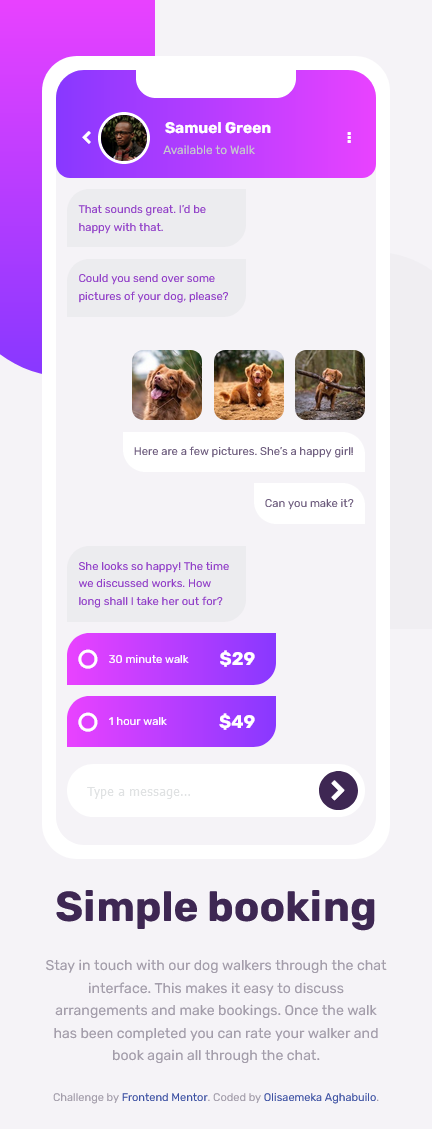 Samuel Green
Available to Walk
That sounds great. I'd be
happy with that.
Could you send over some
pictures of your dog, please?
Here are a few pictures. She's a happy girl!
Can you make it?
She looks so happy! The time
we discussed works. How
long shall I take her out for?
30 minute walk $29
1 hour walk $49
Type a message...
Simple booking
Stay in touch with our dog walkers through the chat
interface. This makes it easy to discuss
arrangements and make bookings. Once the walk
has been completed you can rate your walker and
book again all through the chat.
Challenge by Frontend Mentor. Coded by Olisaemeka Aghabuilo.